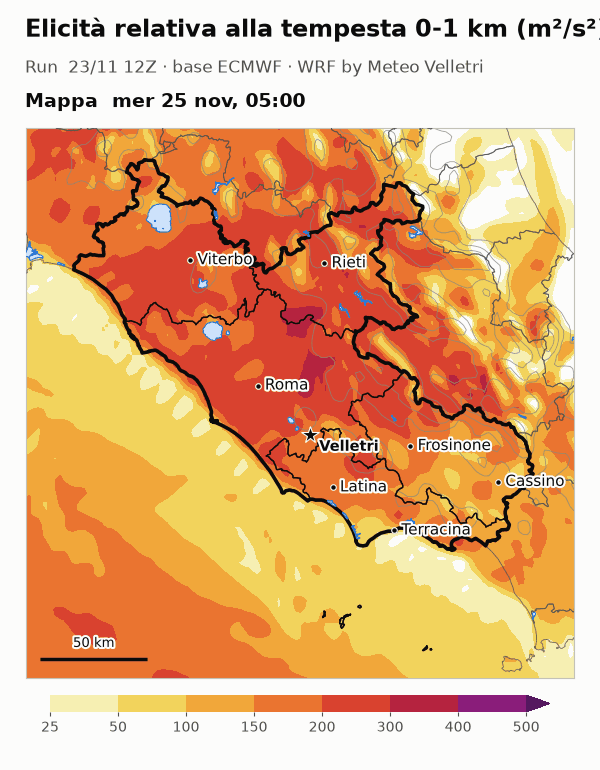 Elicità relativa alla tempesta 0-1 km (m²/s²)
Run 23/11 12Z · base ECMWF · WRF by Meteo Velletri
Mappa mer 25 nov, 05:00
Viterbo
Rieti
Roma
Velletri
Frosinone
Cassino
Latina
Terracina
50 km
25 50 100 150 200 300 400 500